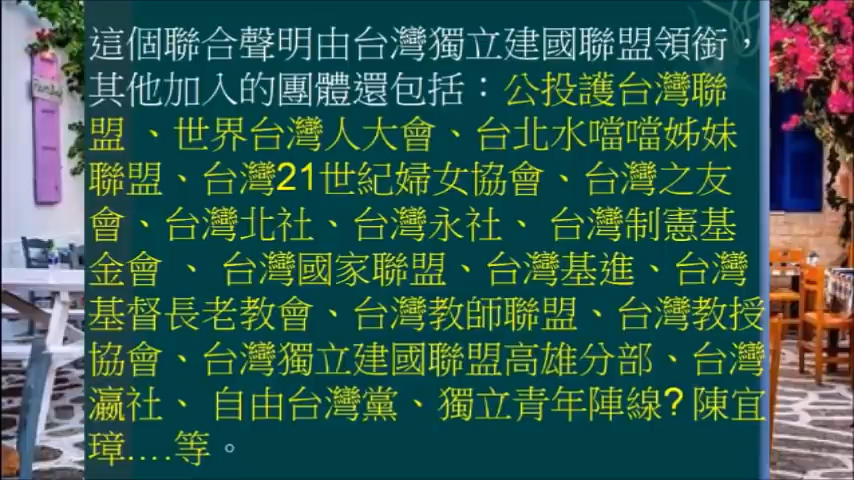 這個聯合聲明由台灣獨立建國聯盟領銜，
其他加入的團體還包括：公投護台灣聯
盟 、世界台灣人大會、台北水噹噹姊妹
聯盟、台灣21世紀婦女協會、台灣之友
會、台灣北社、台灣永社、 台灣制憲基
金會 、 台灣國家聯盟、台灣基進、台灣
基督長老教會、台灣教師聯盟、台灣教授
協會、台灣獨立建國聯盟高雄分部、台灣
瀛社、 自由台灣黨、獨立青年陣線? 陳宜
璋....等。